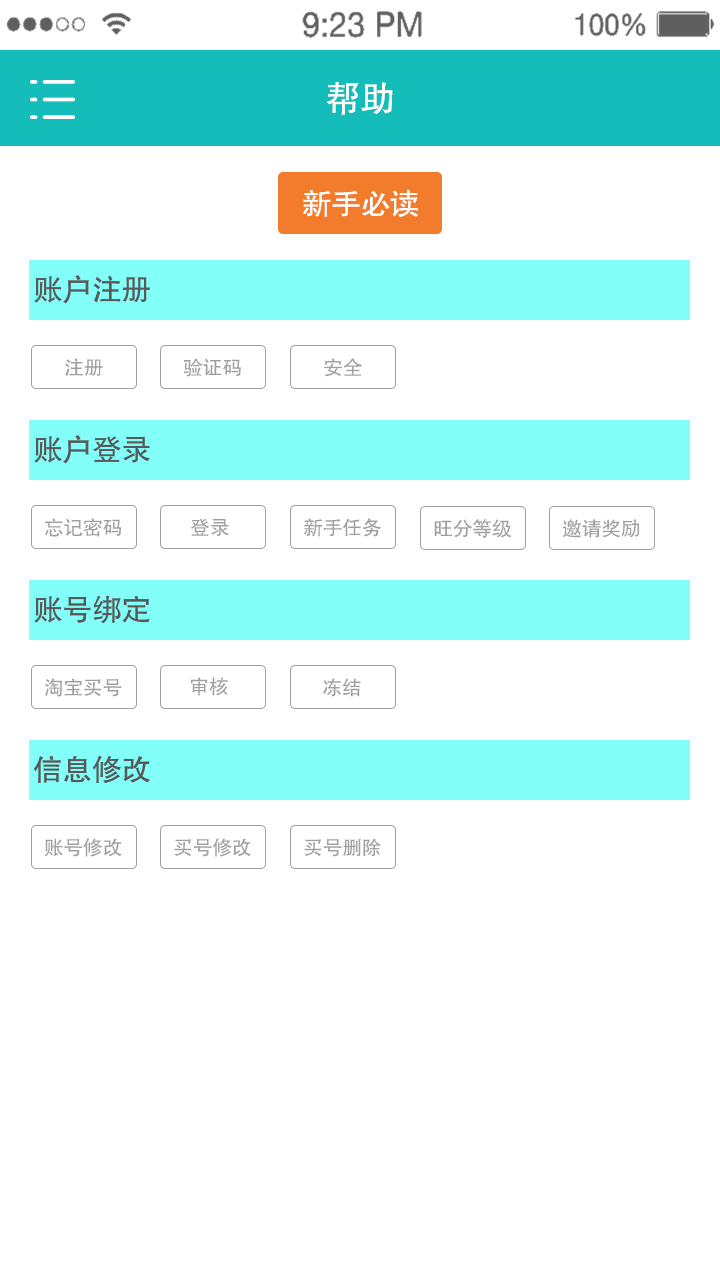 9:23 PM 100%
帮助
新手必读
账户注册
注册 验证码 安全
账户登录
忘记密码 登录 新手任务 旺分等级 邀请奖励
账号绑定
淘宝买号 审核 冻结
信息修改
账号修改 买号修改 买号删除